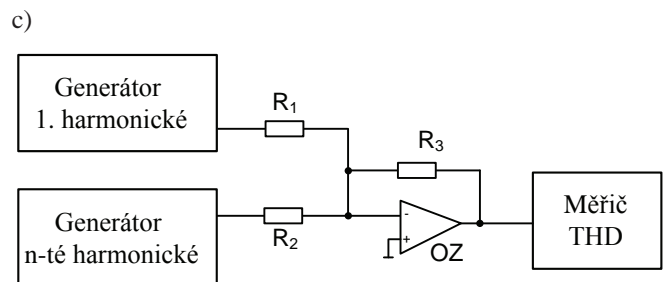 c)
Generátor
1. harmonické
R1
R3
Generátor
n-té harmonické
R2
-
+
OZ
Měřič
THD